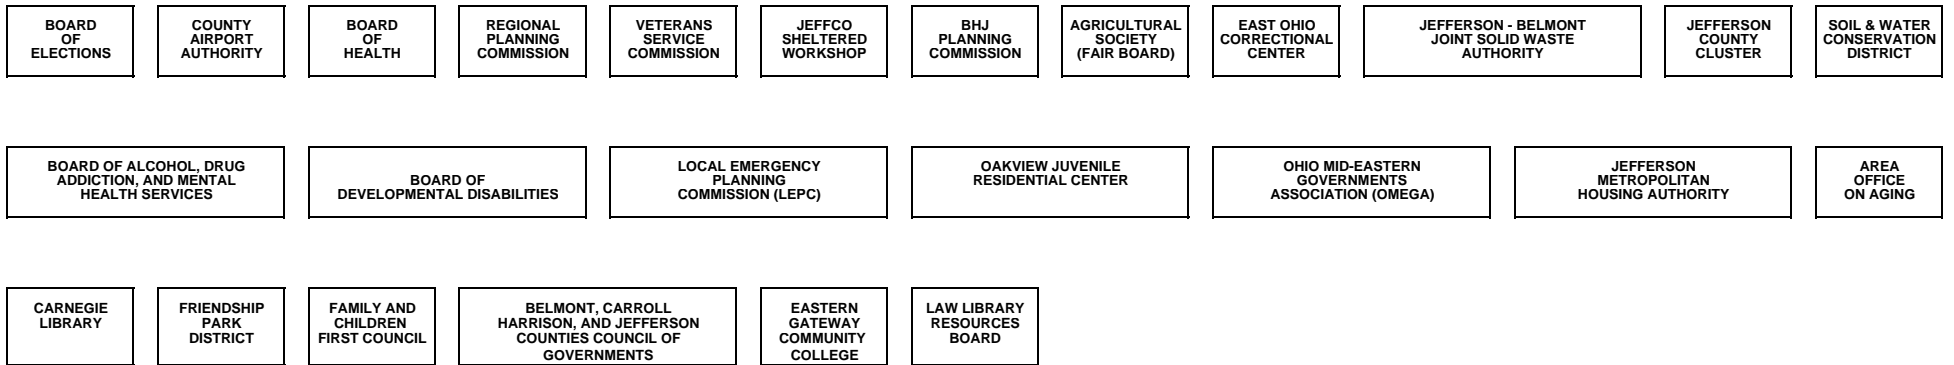 BOARD
OF
ELECTIONS
COUNTY
AIRPORT
AUTHORITY
BOARD
OF
HEALTH
REGIONAL
PLANNING
COMMISSION
VETERANS
SERVICE
COMMISSION
JEFFCO
SHELTERED
WORKSHOP
BHJ
PLANNING
COMMISSION
AGRICULTURAL
SOCIETY
(FAIR BOARD)
EAST OHIO
CORRECTIONAL
CENTER
JEFFERSON - BELMONT
JOINT SOLID WASTE
AUTHORITY
JEFFERSON
COUNTY
CLUSTER
SOIL & WATER
CONSERVATION
DISTRICT
BOARD OF ALCOHOL, DRUG
ADDICTION, AND MENTAL
HEALTH SERVICES
BOARD OF
DEVELOPMENTAL DISABILITIES
LOCAL EMERGENCY
PLANNING
COMMISSION (LEPC)
OAKVIEW JUVENILE
RESIDENTIAL CENTER
OHIO MID-EASTERN
GOVERNMENTS
ASSOCIATION (OMEGA)
JEFFERSON
METROPOLITAN
HOUSING AUTHORITY
AREA
OFFICE
ON AGING
CARNEGIE
LIBRARY
FRIENDSHIP
PARK
DISTRICT
FAMILY AND
CHILDREN
FIRST COUNCIL
BELMONT, CARROLL
HARRISON, AND JEFFERSON
COUNTIES COUNCIL OF
GOVERNMENTS
EASTERN
GATEWAY
COMMUNITY
COLLEGE
LAW LIBRARY
RESOURCES
BOARD